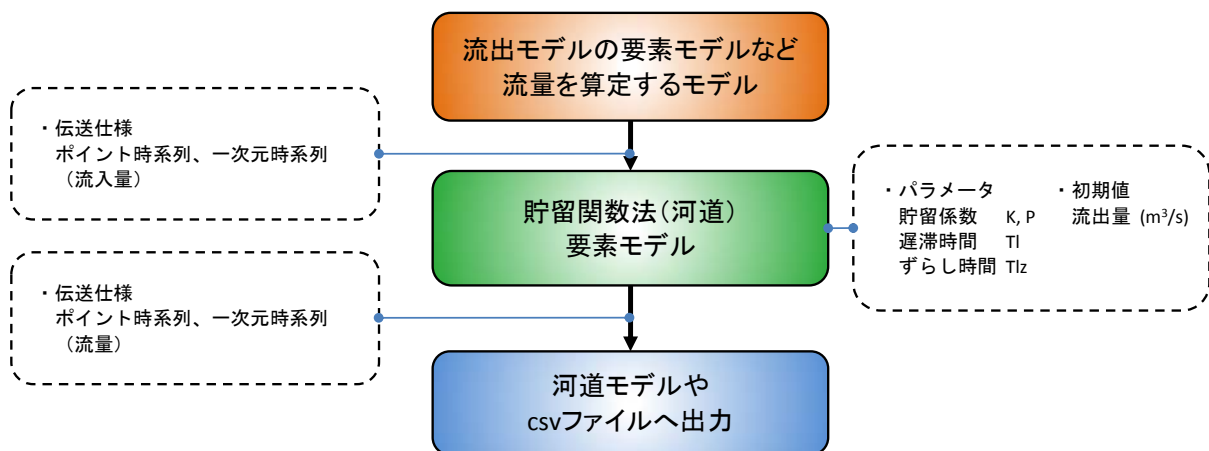 流出モデルの要素モデルなど
流量を算定するモデル
・伝送仕様
ポイント時系列、一次元時系列
（流入量）
貯留関数法（河道）
要素モデル
・パラメータ
貯留係数 K, P
遅滞時間 Tl
ずらし時間 Tlz
・初期値
流出量 (m³/s)
・伝送仕様
ポイント時系列、一次元時系列
（流量）
河道モデルや
csvファイルへ出力